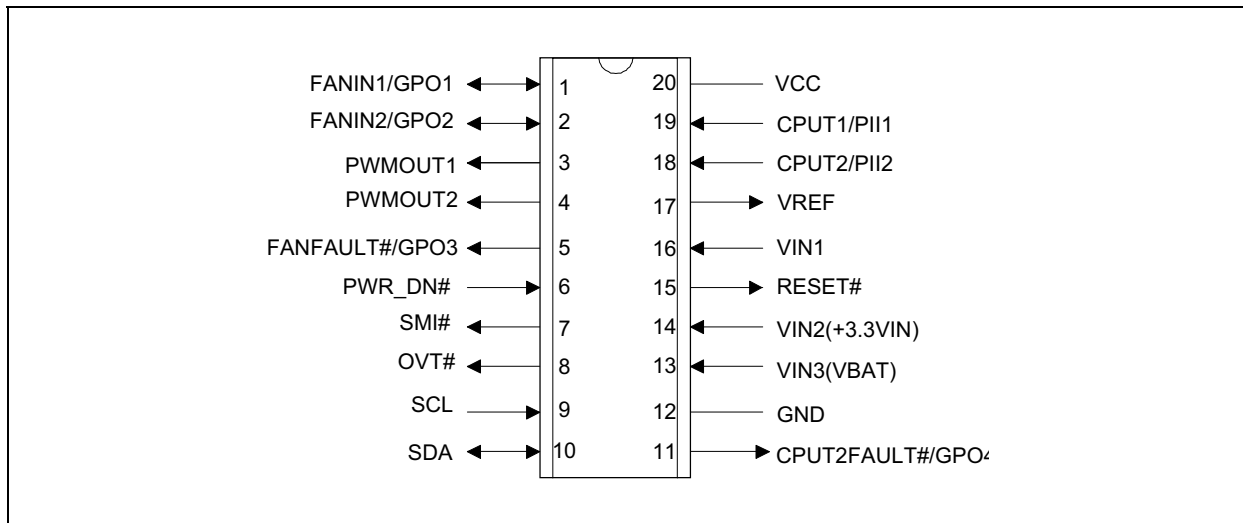 FANIN1/GPO1 1 20 VCC
FANIN2/GPO2 2 19 CPUT1/PII1
PWMOUT1 3 18 CPUT2/PII2
PWMOUT2 4 17 VREF
FANFAULT#/GPO3 5 16 VIN1
PWR_DN# 6 15 RESET#
SMI# 7 14 VIN2(+3.3VIN)
OVT# 8 13 VIN3(VBAT)
SCL 9 12 GND
SDA 10 11 CPUT2FAULT#/GPO4